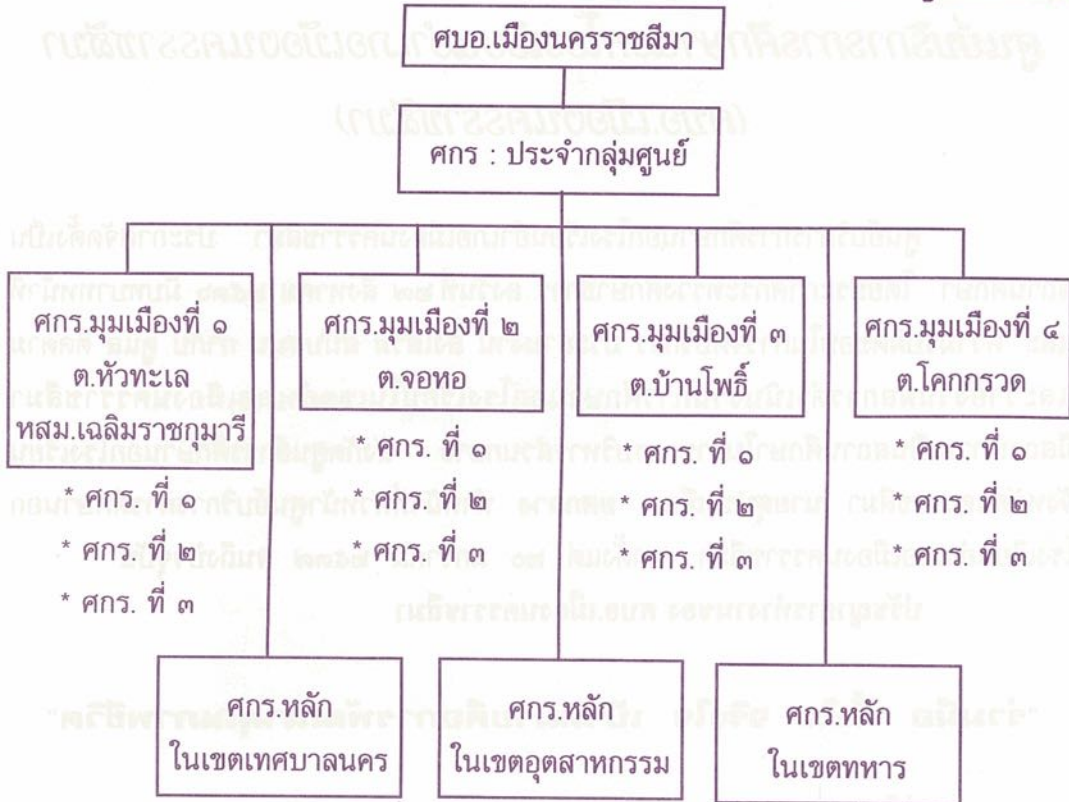 ศบอ.เมืองนครราชสีมา
ศกร : ประจำกลุ่มศูนย์
ศกร.มุมเมืองที่ ๑
ต.หัวทะเล
หสม.เฉลิมราชกุมารี
* ศกร. ที่ ๑
* ศกร. ที่ ๒
* ศกร. ที่ ๓
ศกร.มุมเมืองที่ ๒
ต.จอหอ
* ศกร. ที่ ๑
* ศกร. ที่ ๒
* ศกร. ที่ ๓
ศกร.มุมเมืองที่ ๓
ต.บ้านโพธิ์
* ศกร. ที่ ๑
* ศกร. ที่ ๒
* ศกร. ที่ ๓
ศกร.มุมเมืองที่ ๔
ต.โคกกรวด
* ศกร. ที่ ๑
* ศกร. ที่ ๒
* ศกร. ที่ ๓
ศกร.หลัก
ในเขตเทศบาลนคร
ศกร.หลัก
ในเขตอุตสาหกรรม
ศกร.หลัก
ในเขตทหาร